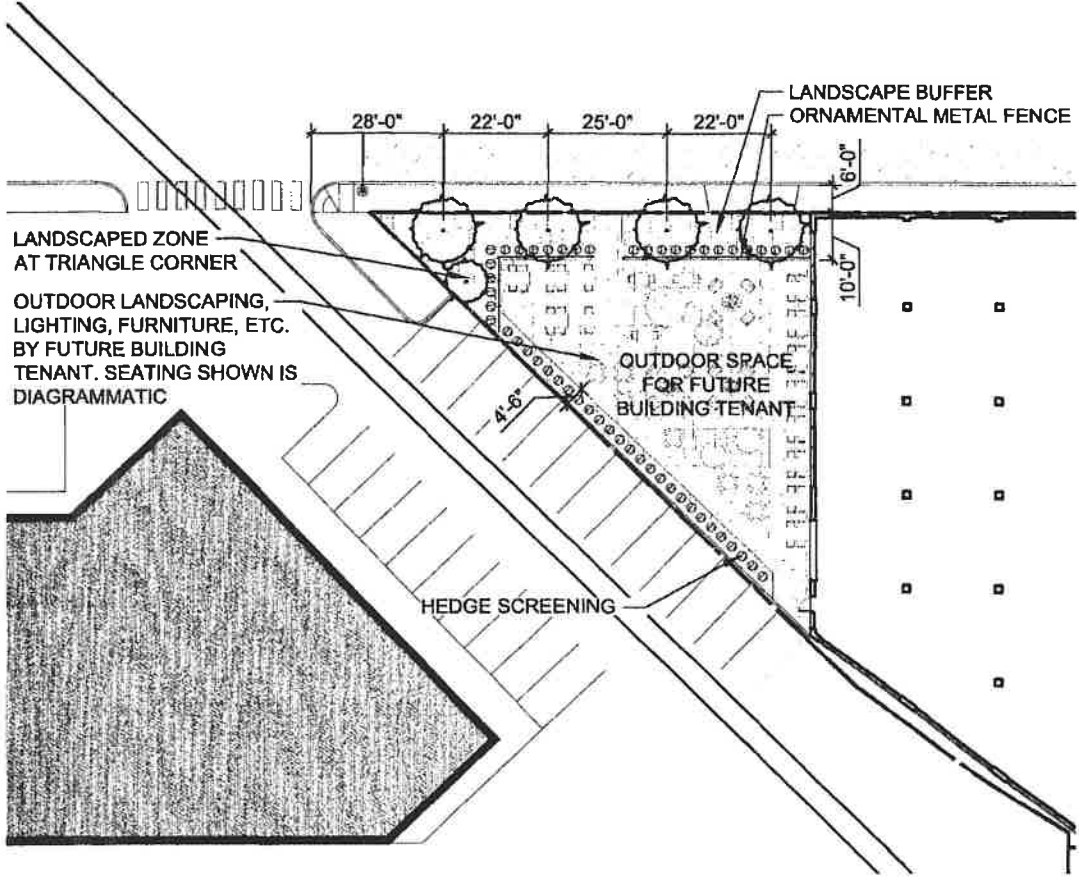 LANDSCAPE BUFFER
ORNAMENTAL METAL FENCE
28'-0"
22'-0"
25'-0"
22'-0"
6'-0"
10'-0"
LANDSCAPED ZONE
AT TRIANGLE CORNER
OUTDOOR LANDSCAPING,
LIGHTING, FURNITURE, ETC.
BY FUTURE BUILDING
TENANT. SEATING SHOWN IS
DIAGRAMMATIC
OUTDOOR SPACE
FOR FUTURE
BUILDING TENANT
4'-6"
HEDGE SCREENING